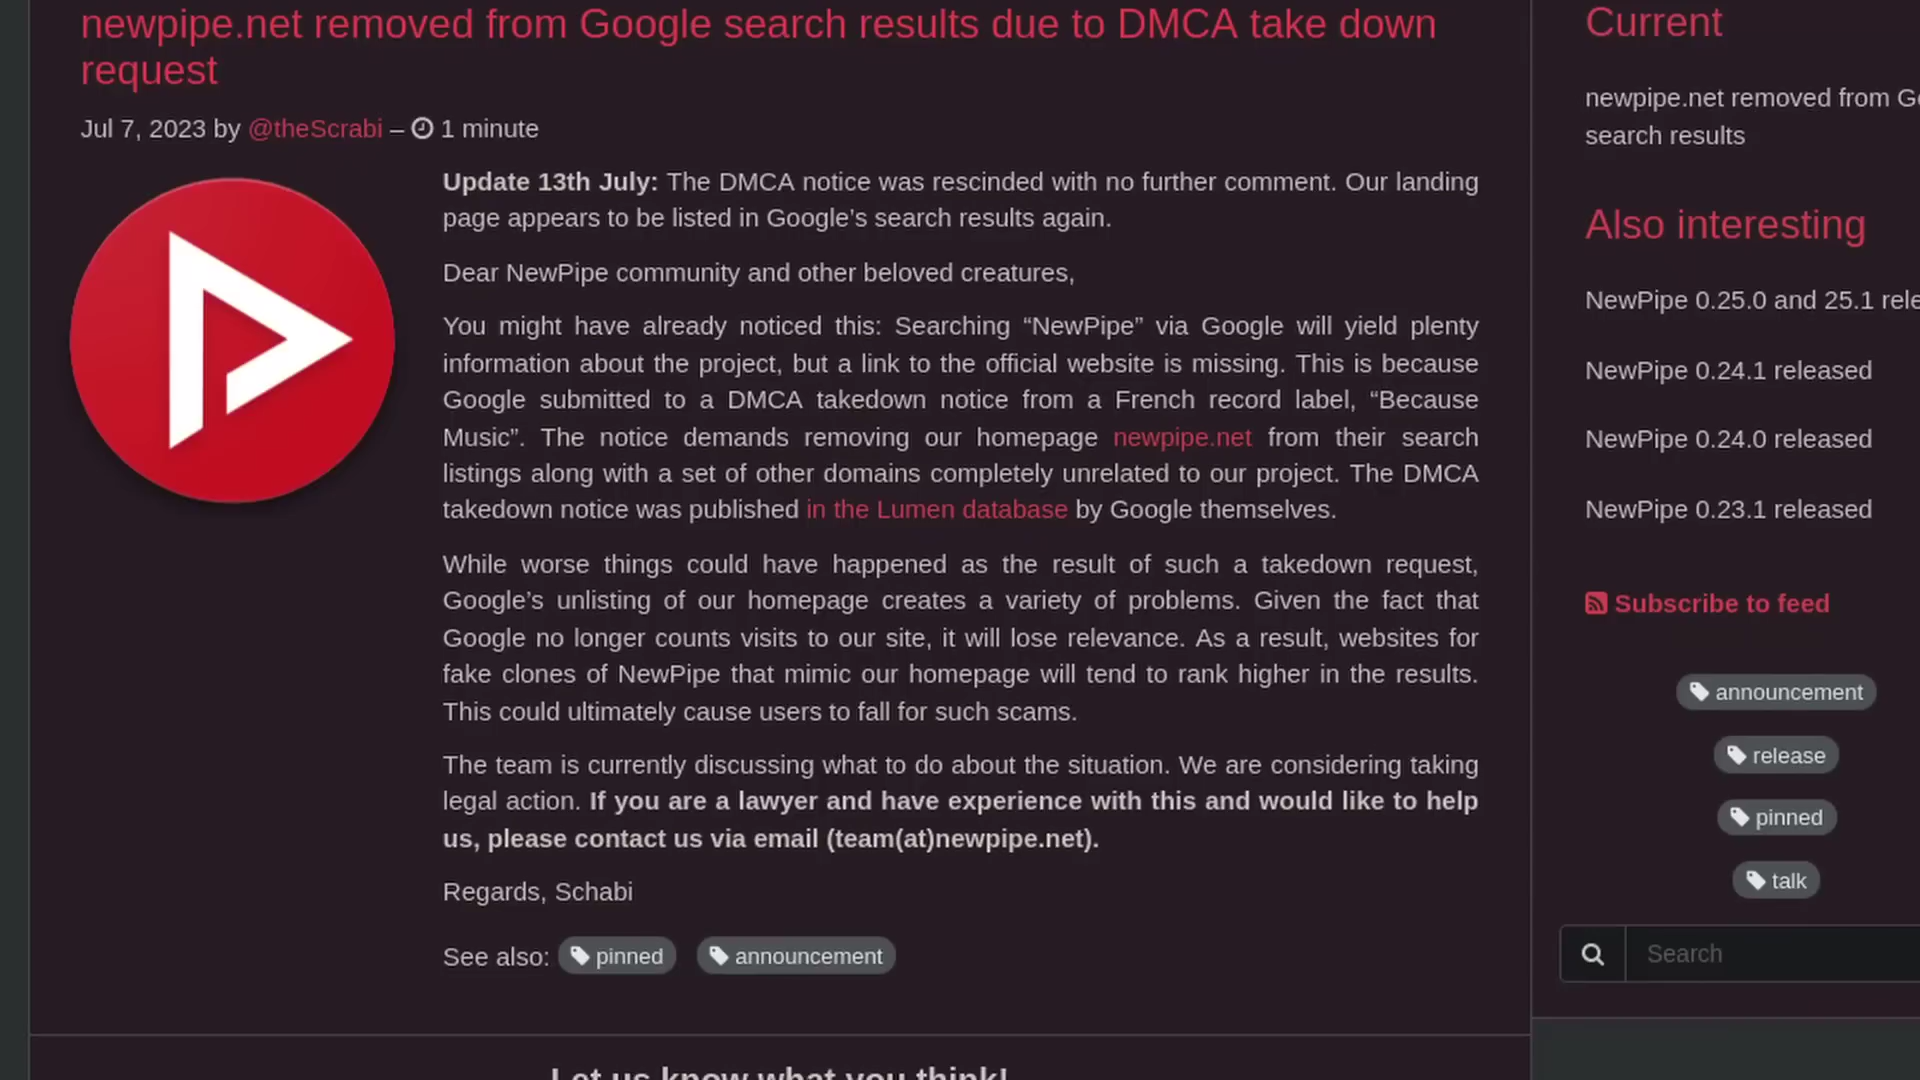 newpipe.net removed from Google search results due to DMCA take down
request
Jul 7, 2023 by @theScrabi – 1 minute
Update 13th July: The DMCA notice was rescinded with no further comment. Our landing
page appears to be listed in Google’s search results again.
Dear NewPipe community and other beloved creatures,
You might have already noticed this: Searching “NewPipe” via Google will yield plenty
information about the project, but a link to the official website is missing. This is because
Google submitted to a DMCA takedown notice from a French record label, “Because
Music”. The notice demands removing our homepage newpipe.net from their search
listings along with a set of other domains completely unrelated to our project. The DMCA
takedown notice was published in the Lumen database by Google themselves.
While worse things could have happened as the result of such a takedown request,
Google’s unlisting of our homepage creates a variety of problems. Given the fact that
Google no longer counts visits to our site, it will lose relevance. As a result, websites for
fake clones of NewPipe that mimic our homepage will tend to rank higher in the results.
This could ultimately cause users to fall for such scams.
The team is currently discussing what to do about the situation. We are considering taking
legal action. If you are a lawyer and have experience with this and would like to help
us, please contact us via email (team(at)newpipe.net).
Regards, Schabi
See also: pinned announcement
Let us know what you think!
Current
newpipe.net removed from Go
search results
Also interesting
NewPipe 0.25.0 and 25.1 rele
NewPipe 0.24.1 released
NewPipe 0.24.0 released
NewPipe 0.23.1 released
Subscribe to feed
announcement
release
pinned
talk
Search